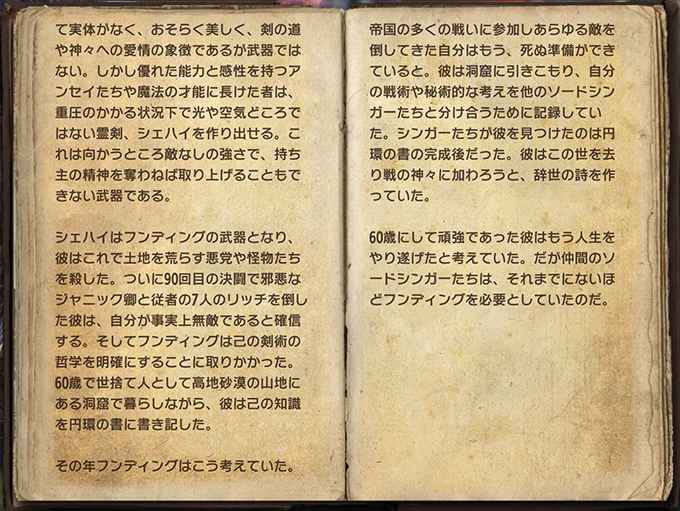 て実体がなく、おそらく美しく、剣の道
や神々への愛情の象徴であるが武器では
ない。しかし優れた能力と感性を持つアン
セイたちや魔法の才能に長けた者は、
重圧のかかる状況下で光や空気どころで
はない霊剣、シェハイを作り出せる。こ
れは向かうところ敵なしの強さで、持ち
主の精神を奪わねば取り上げることもで
きない武器である。
シェハイはフンディングの武器となり、
彼はこれで土地を荒らす悪党や怪物たち
を殺した。ついに90回目の決闘で邪悪な
ジャニック卿と従者の7人のリッチを倒し
た彼は、自分が事実上無敵であると確信
する。そしてフンディングは己の剣術の
哲学を明確にすることに取りかかった。
60歳で世捨て人として高地砂漠の山地に
ある洞窟で暮らしながら、彼は己の知識
を円環の書に書き記した。
その年フンディングはこう考えていた。
帝国の多くの戦いに参加しあらゆる敵を
倒してきた自分はもう、死ぬ準備ができ
ていると。彼は洞窟に引きこもり、自分
の戦術や秘術的な考えを他のソードシン
ガーたちと分け合うために記録してい
た。シンガーたちが彼を見つけたのは円
環の書の完成後だった。彼はこの世を去
り戦の神々に加わろうと、辞世の詩を作
っていた。
60歳にして頑強であった彼はもう人生を
やり遂げたと考えていた。だが仲間のソ
ードシンガーたちは、それまでにないほ
どフンディングを必要としていたのだ。